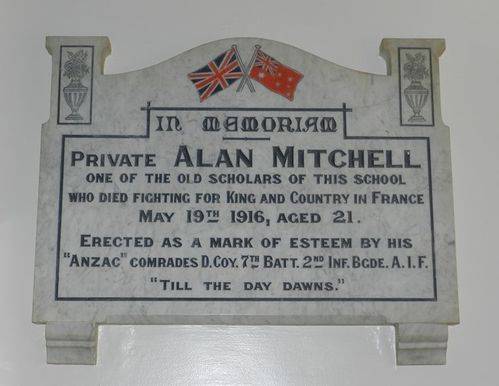 IN MEMORIAM
PRIVATE ALAN MITCHELL
ONE OF THE OLD SCHOLARS OF THIS SCHOOL
WHO DIED FIGHTING FOR KING AND COUNTRY IN FRANCE
MAY 19TH 1916, AGED 21.
ERECTED AS A MARK OF ESTEEM BY HIS
"ANZAC" COMRADES D. COY. 7TH BATT. 2ND INF. BGDE. A.I.F.
"TILL THE DAY DAWNS."